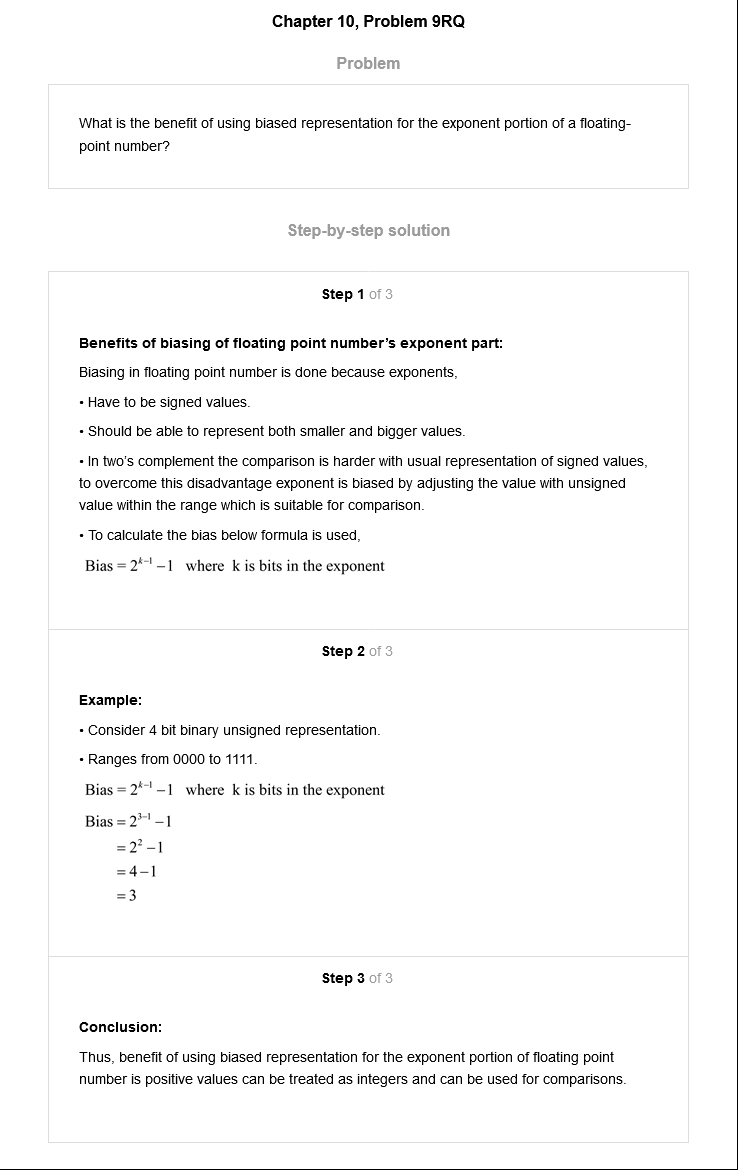 Chapter 10, Problem 9RQ
Problem
What is the benefit of using biased representation for the exponent portion of a floating-
point number?
Step-by-step solution
Step 1 of 3
Benefits of biasing of floating point number’s exponent part:
Biasing in floating point number is done because exponents,
• Have to be signed values.
• Should be able to represent both smaller and bigger values.
• In two’s complement the comparison is harder with usual representation of signed values,
to overcome this disadvantage exponent is biased by adjusting the value with unsigned
value within the range which is suitable for comparison.
• To calculate the bias below formula is used,
Bias = 2^{k−1} −1 where k is bits in the exponent
Step 2 of 3
Example:
• Consider 4 bit binary unsigned representation.
• Ranges from 0000 to 1111.
Bias = 2^{k−1} −1 where k is bits in the exponent
Bias = 2^{3−1} −1
= 2^2 −1
= 4−1
= 3
Step 3 of 3
Conclusion:
Thus, benefit of using biased representation for the exponent portion of floating point
number is positive values can be treated as integers and can be used for comparisons.